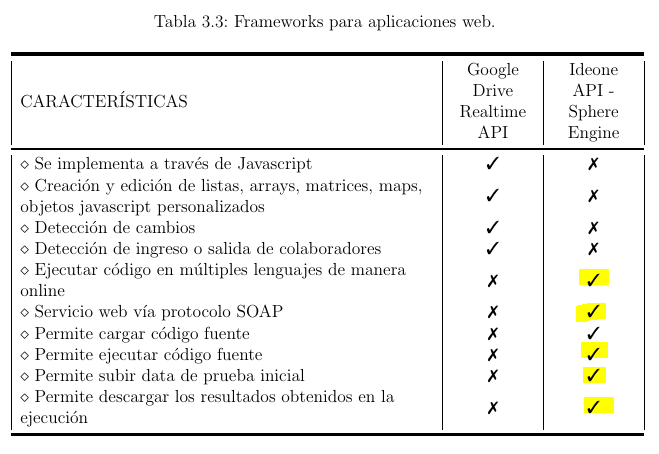 Tabla 3.3: Frameworks para aplicaciones web.
CARACTERÍSTICAS
Google
Drive
Realtime
API
Ideone
API -
Sphere
Engine
⋄ Se implementa a través de Javascript ✓ ✗
⋄ Creación y edición de listas, arrays, matrices, maps,
objetos javascript personalizados ✓ ✗
⋄ Detección de cambios ✓ ✗
⋄ Detección de ingreso o salida de colaboradores ✓ ✗
⋄ Ejecutar código en múltiples lenguajes de manera
online ✗ ✓
⋄ Servicio web vía protocolo SOAP ✗ ✓
⋄ Permite cargar código fuente ✗ ✓
⋄ Permite ejecutar código fuente ✗ ✓
⋄ Permite subir data de prueba inicial ✗ ✓
⋄ Permite descargar los resultados obtenidos en la
ejecución ✗ ✓